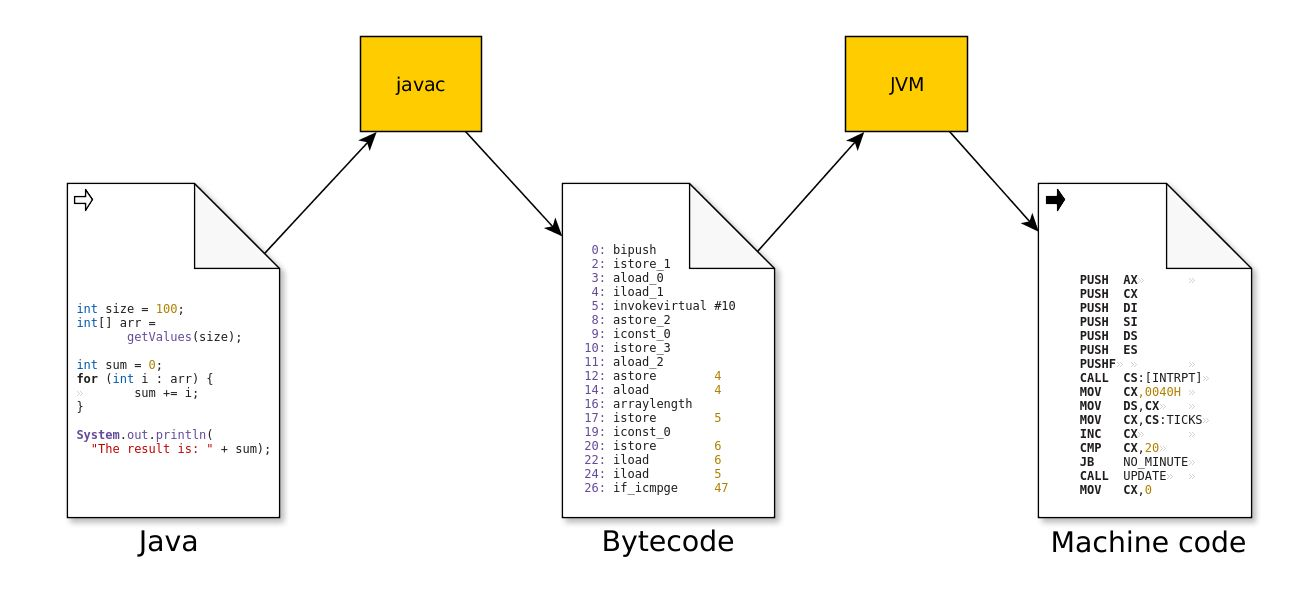 javac
JVM
int size = 100;
int[] arr =
getValues(size);
int sum = 0;
for (int i : arr) {
» sum += i;
}
System.out.println(
"The result is: " + sum);
Java
0: bipush
2: istore_1
3: aload_0
4: iload_1
5: invokevirtual #10
8: astore_2
9: iconst_0
10: istore_3
11: aload_2
12: astore 4
14: aload 4
16: arraylength
17: istore 5
19: iconst_0
20: istore 6
22: iload 6
24: iload 5
26: if_icmpge 47
Bytecode
PUSH AX» »
PUSH CX
PUSH DI
PUSH SI
PUSH DS
PUSH ES
PUSHF» » »
CALL CS:[INTRPT]»
MOV CX,0040H »
MOV DS,CX» »
MOV CX,CS:TICKS»
INC CX» »
CMP CX,20»
JB NO_MINUTE»
CALL UPDATE» »
MOV CX,0
Machine code